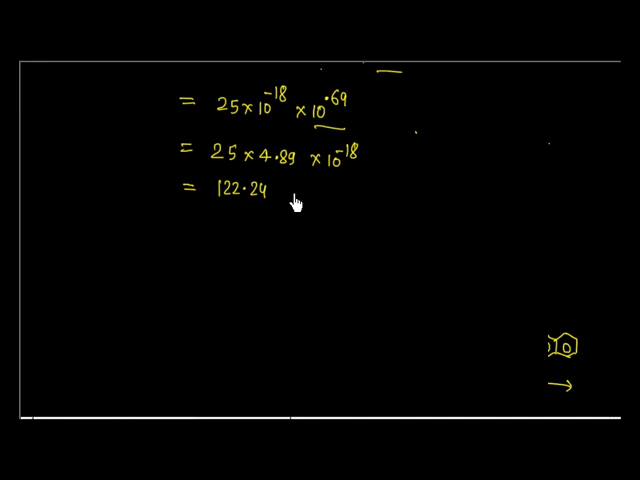 = 25 × 10⁻¹⁸ × 10^.69
= 25 × 4.89 × 10⁻¹⁸
= 122.24